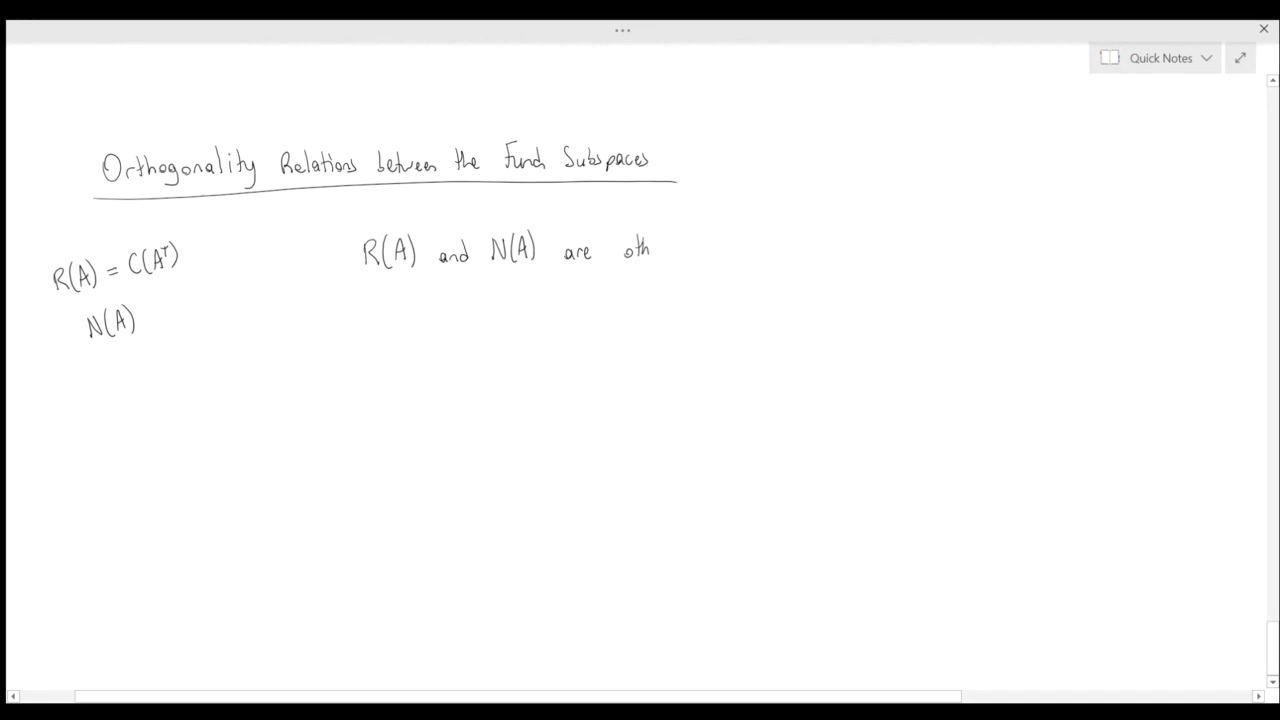 Quick Notes
Orthogonality Relations between the Fund Subspaces
R(A) = C(Aᵀ)
N(A)
R(A) and N(A) are oth